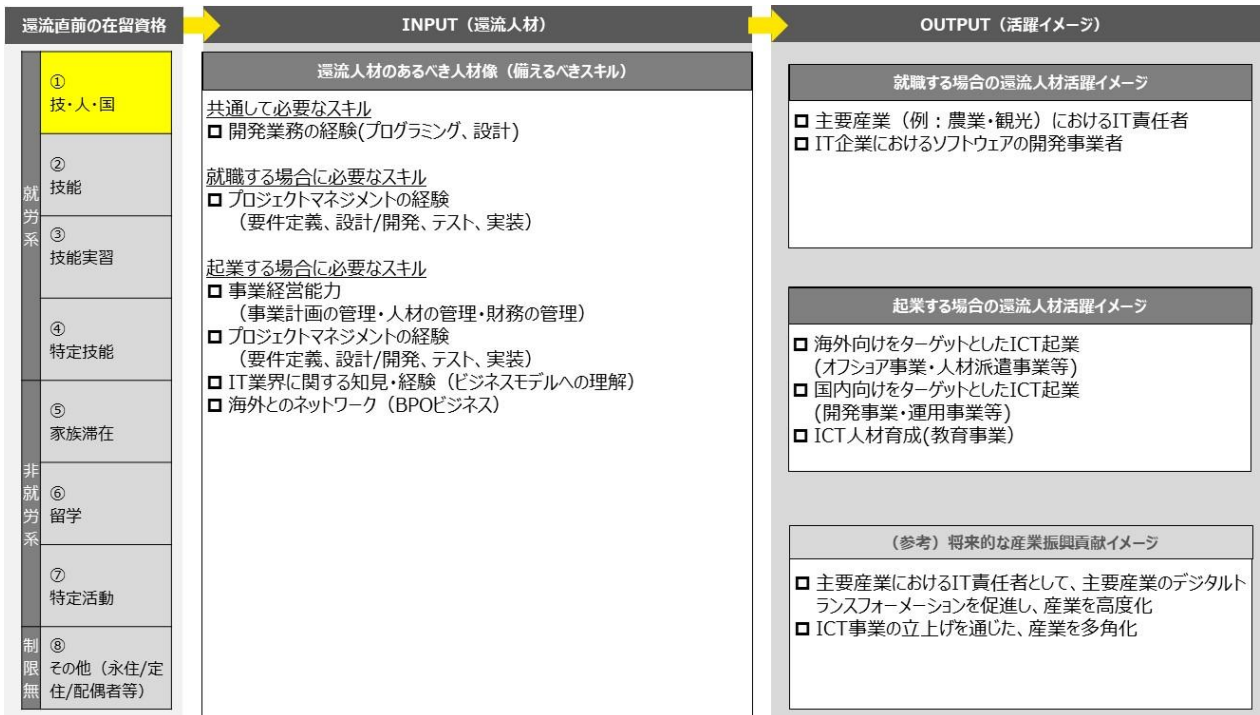 還流直前の在留資格
就労系
①
技・人・国
②
技能
③
技能実習
④
特定技能
非就労系
⑤
家族滞在
⑥
留学
⑦
特定活動
制限無
⑧
その他（永住/定
住/配偶者等）
INPUT（還流人材）
還流人材のあるべき人材像（備えるべきスキル）
共通して必要なスキル
開発業務の経験(プログラミング、設計)
就職する場合に必要なスキル
プロジェクトマネジメントの経験
（要件定義、設計/開発、テスト、実装）
起業する場合に必要なスキル
事業経営能力
（事業計画の管理・人材の管理・財務の管理）
プロジェクトマネジメントの経験
（要件定義、設計/開発、テスト、実装）
IT業界に関する知見・経験（ビジネスモデルへの理解）
海外とのネットワーク（BPOビジネス）
OUTPUT（活躍イメージ）
就職する場合の還流人材活躍イメージ
主要産業（例：農業・観光）におけるIT責任者
IT企業におけるソフトウェアの開発事業者
起業する場合の還流人材活躍イメージ
海外向けをターゲットとしたICT起業
(オフショア事業・人材派遣事業等)
国内向けをターゲットとしたICT起業
(開発事業・運用事業等)
ICT人材育成(教育事業）
（参考）将来的な産業振興貢献イメージ
主要産業におけるIT責任者として、主要産業のデジタルト
ランスフォーメーションを促進し、産業を高度化
ICT事業の立上げを通じた、産業を多角化